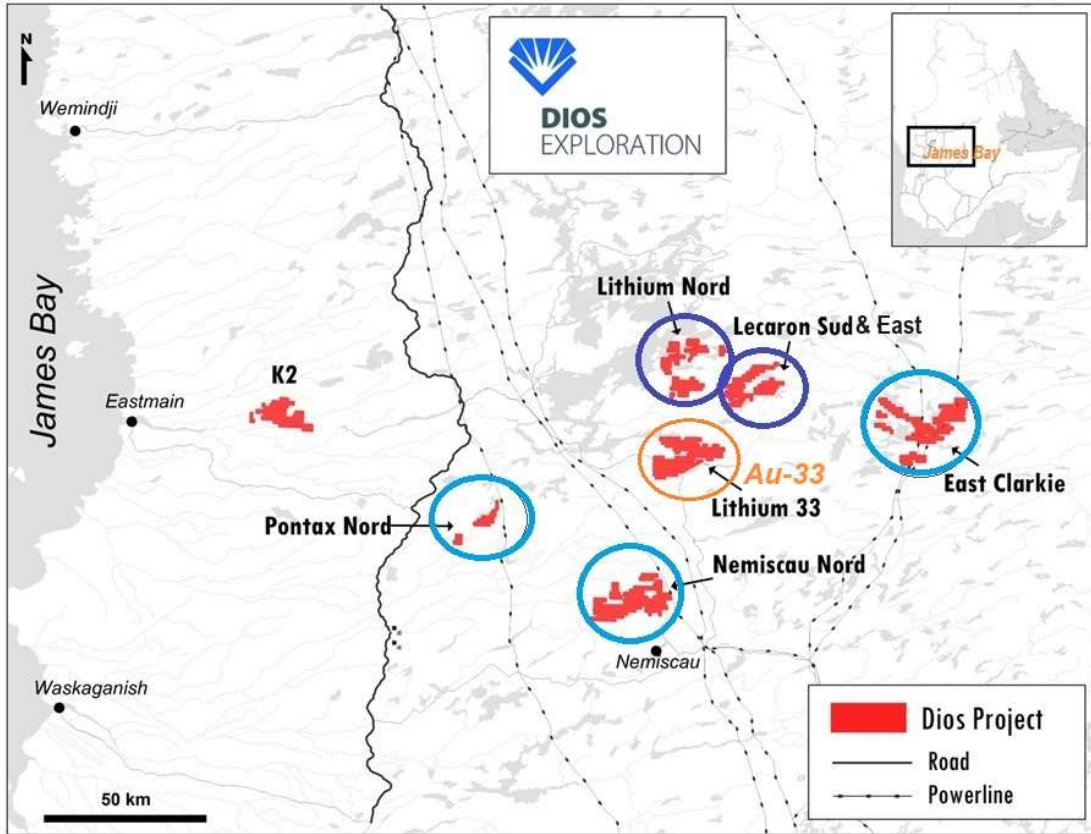 N
Wemindji
DIOS
EXPLORATION
James Bay
James Bay
Lithium Nord
Lecaron Sud & East
K2
Eastmain
Au-33
Lithium 33
East Clarkie
Pontax Nord
Nemiscau Nord
Nemiscau
Waskaganish
50 km
Dios Project
Road
Powerline